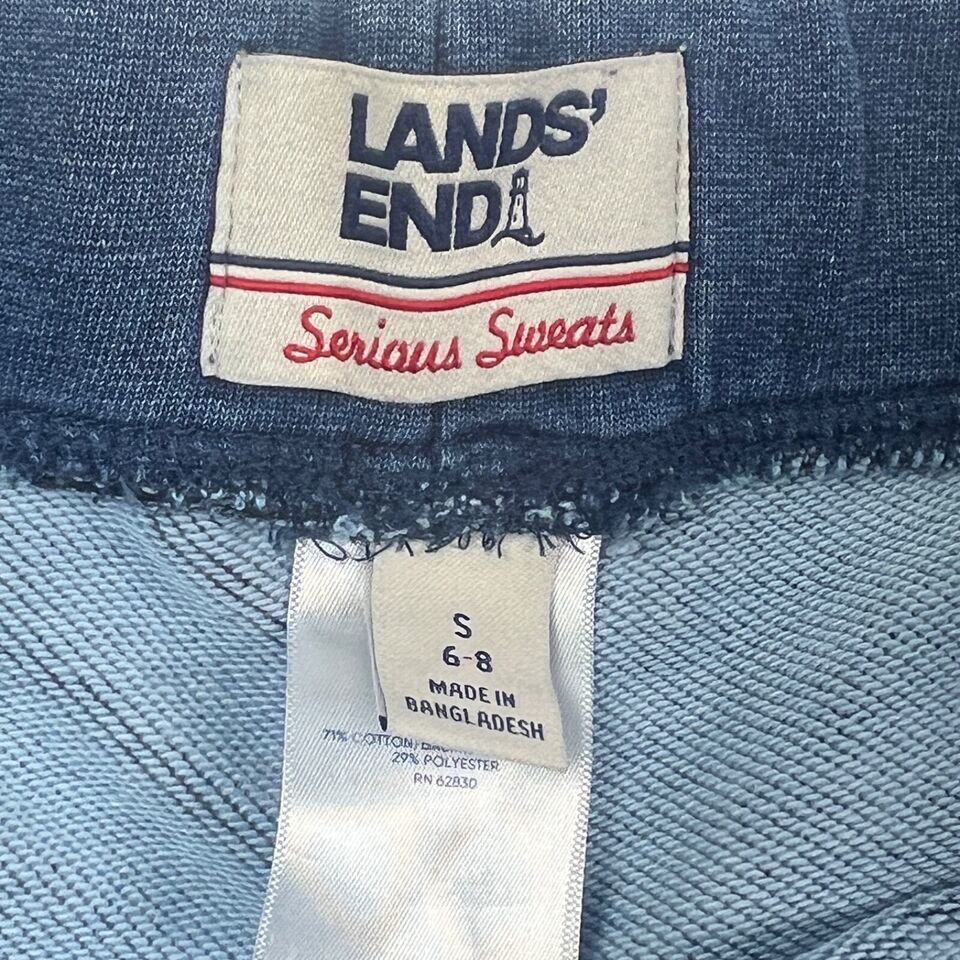 LANDS'
END
Serious Sweats
S
6-8
MADE IN
BANGLADESH
71% COTTON/
29% POLYESTER
RN 62830